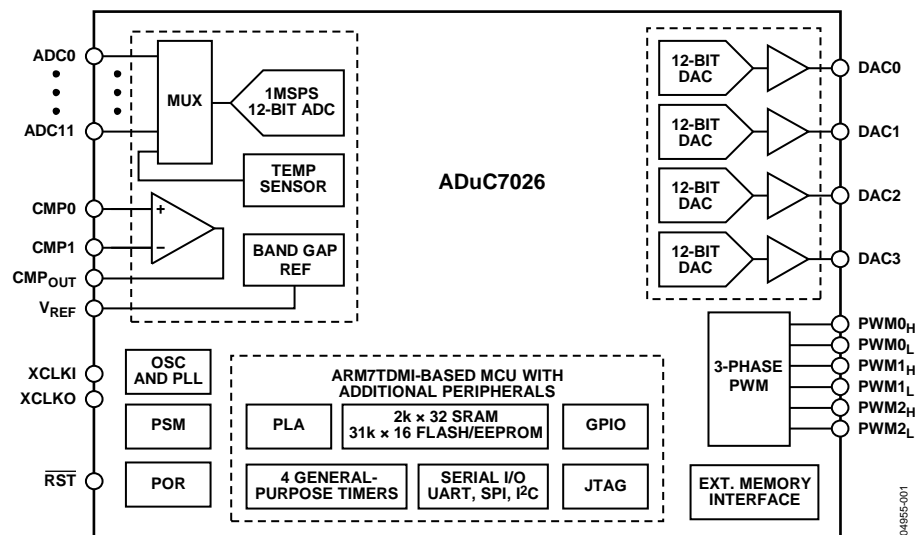 ADC0
ADC11
MUX
1MSPS
12-BIT ADC
TEMP
SENSOR
CMP0
+
CMP1
–
CMPOUT
VREF
BAND GAP
REF
ADuC7026
12-BIT
DAC
DAC0
12-BIT
DAC
DAC1
12-BIT
DAC
DAC2
12-BIT
DAC
DAC3
XCLKI
XCLKO
OSC
AND PLL
PSM
RST
POR
ARM7TDMI-BASED MCU WITH
ADDITIONAL PERIPHERALS
PLA
2k × 32 SRAM
31k × 16 FLASH/EEPROM
GPIO
4 GENERAL-
PURPOSE TIMERS
SERIAL I/O
UART, SPI, I2C
JTAG
3-PHASE
PWM
PWM0H
PWM0L
PWM1H
PWM1L
PWM2H
PWM2L
EXT. MEMORY
INTERFACE
04955-001